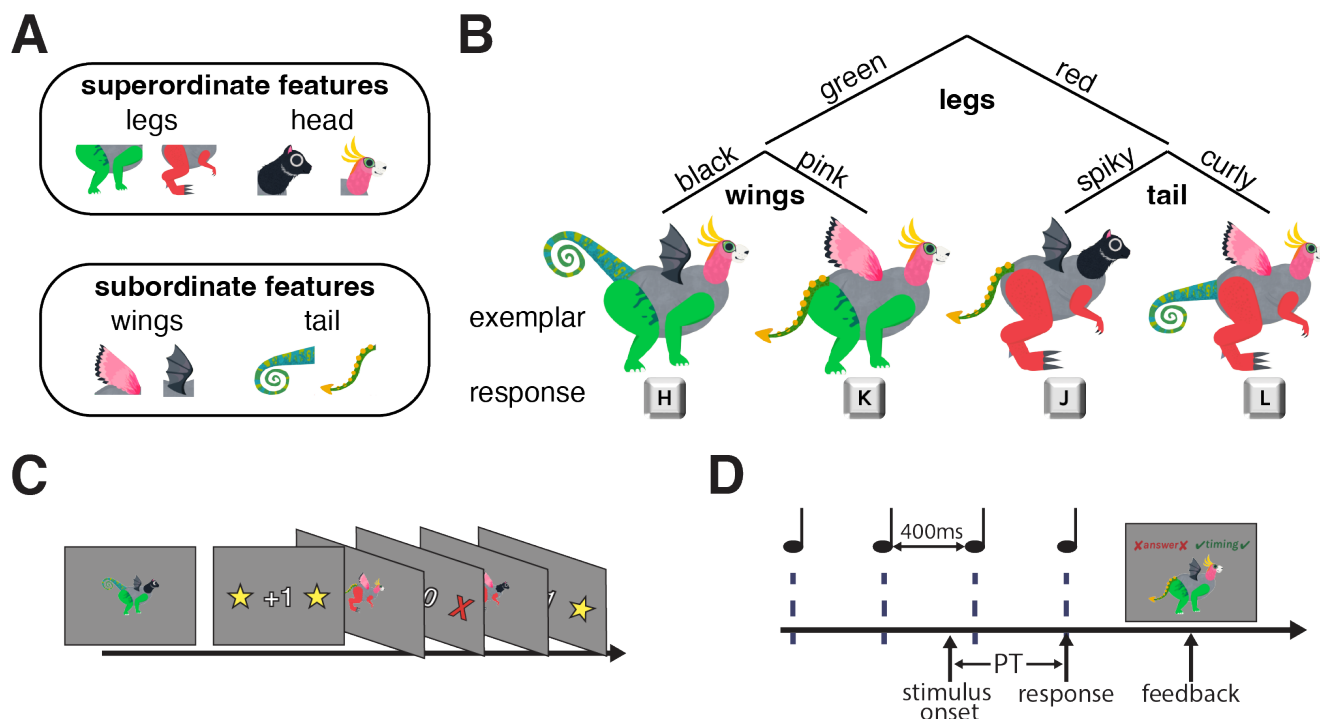 A
superordinate features
legs head
subordinate features
wings tail
B
green
red
legs
black
pink
wings
spiky
curly
tail
exemplar
response
H K J L
C
+1
0
D
400ms
✘answer✘ ✓timing✓
PT
stimulus onset
response
feedback